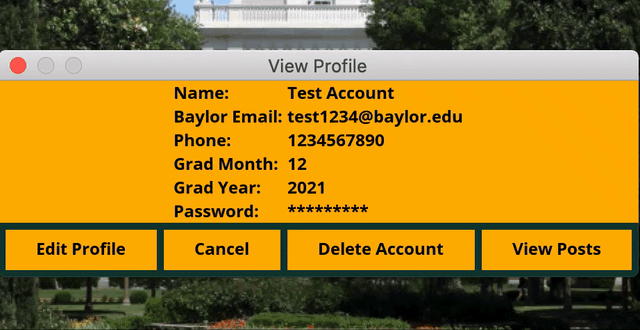 View Profile
Name: Test Account
Baylor Email: test1234@baylor.edu
Phone: 1234567890
Grad Month: 12
Grad Year: 2021
Password: *********
Edit Profile Cancel Delete Account View Posts